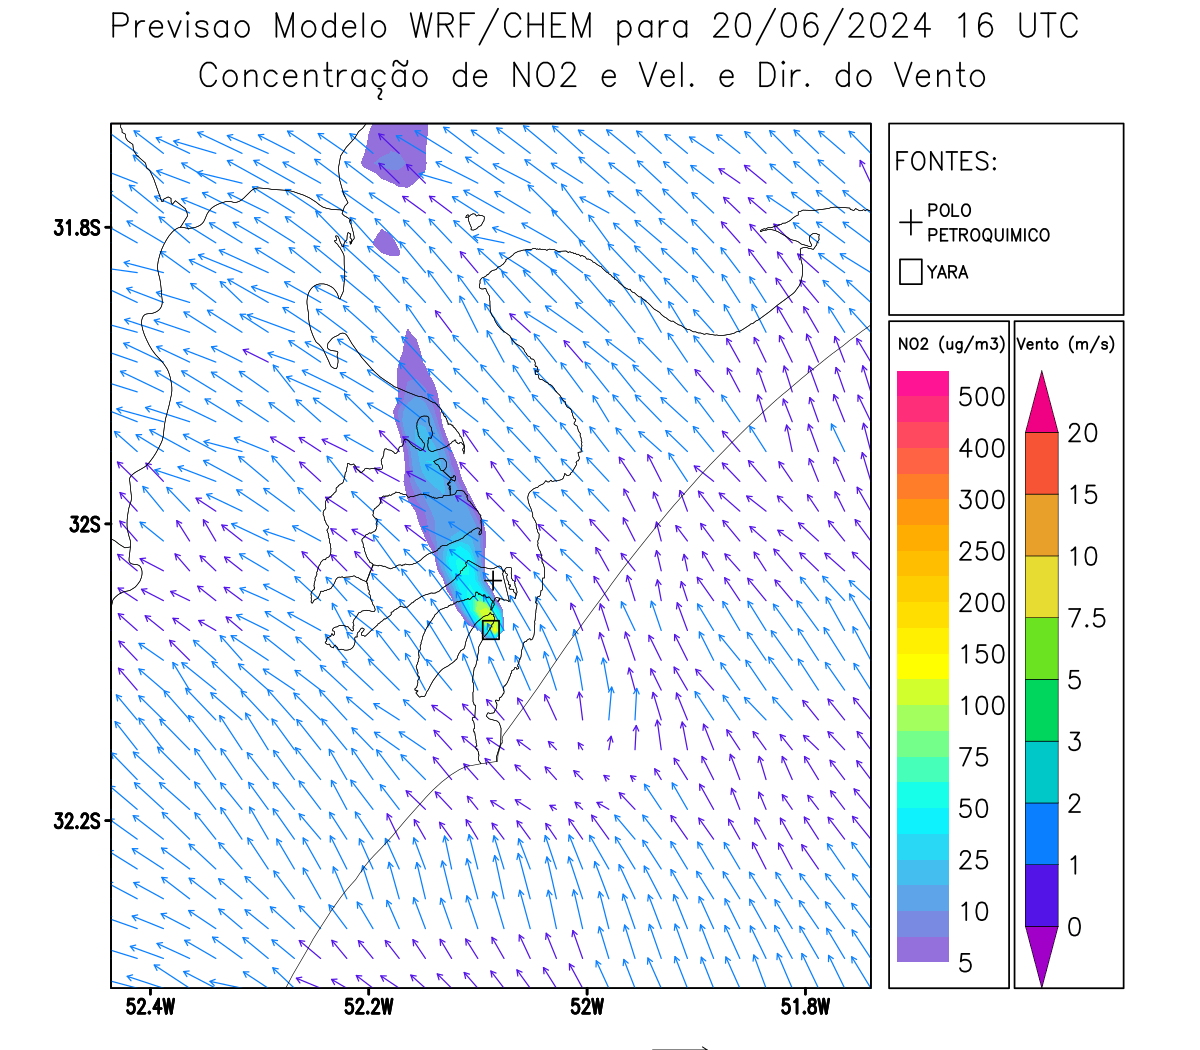 Previsao Modelo WRF/CHEM para 20/06/2024 16 UTC
Concentração de NO2 e Vel. e Dir. do Vento
FONTES:
POLO
PETROQUIMICO
YARA
31.8S
32S
32.2S
52.4W
52.2W
52W
51.8W
NO2 (ug/m3)
500
400
300
250
200
150
100
75
50
25
10
5
Vento (m/s)
20
15
10
7.5
5
3
2
1
0